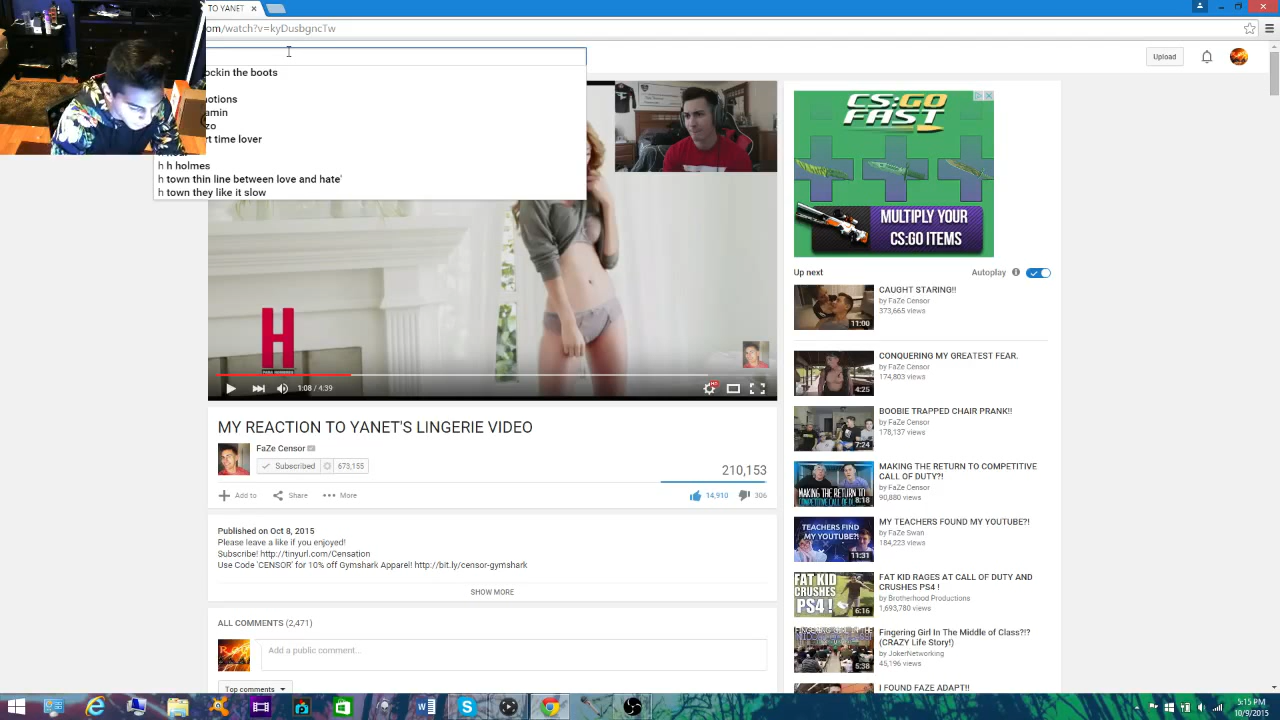 TO YANET
om/watch?v=kyDusbgncTw
Upload
ockin the boots
otions
amin
zo
rt time lover
h h holmes
h town thin line between love and hate'
h town they like it slow
H
1:08 / 4:39
CS:GO
FAST
MULTIPLY YOUR
CS:GO ITEMS
Up next
Autoplay
CAUGHT STARING!!
by FaZe Censor
373,665 views
11:00
CONQUERING MY GREATEST FEAR.
by FaZe Censor
174,803 views
4:25
BOOBIE TRAPPED CHAIR PRANK!!
by FaZe Censor
178,137 views
7:24
MAKING THE RETURN TO COMPETITIVE
CALL OF DUTY?!
by FaZe Censor
90,880 views
MAKING THE RETURN TO
COMPETITIVE CALL OF DUTY?!
8:18
MY TEACHERS FOUND MY YOUTUBE?!
by FaZe Swan
184,223 views
TEACHERS FIND
MY YOUTUBE?!
11:31
FAT KID RAGES AT CALL OF DUTY AND
CRUSHES PS4 !
by Brotherhood Productions
1,693,780 views
FAT KID
CRUSHES
PS4 !
6:16
Fingering Girl In The Middle of Class?!?
(CRAZY Life Story!)
by JokerNetworking
45,196 views
5:38
I FOUND FAZE ADAPT!!
MY REACTION TO YANET'S LINGERIE VIDEO
FaZe Censor
Subscribed
673,155
210,153
Add to
Share
More
14,910
306
Published on Oct 8, 2015
Please leave a like if you enjoyed!
Subscribe! http://tinyurl.com/Censation
Use Code 'CENSOR' for 10% off Gymshark Apparel! http://bit.ly/censor-gymshark
SHOW MORE
ALL COMMENTS (2,471)
Add a public comment...
Top comments
5:15 PM
10/9/2015